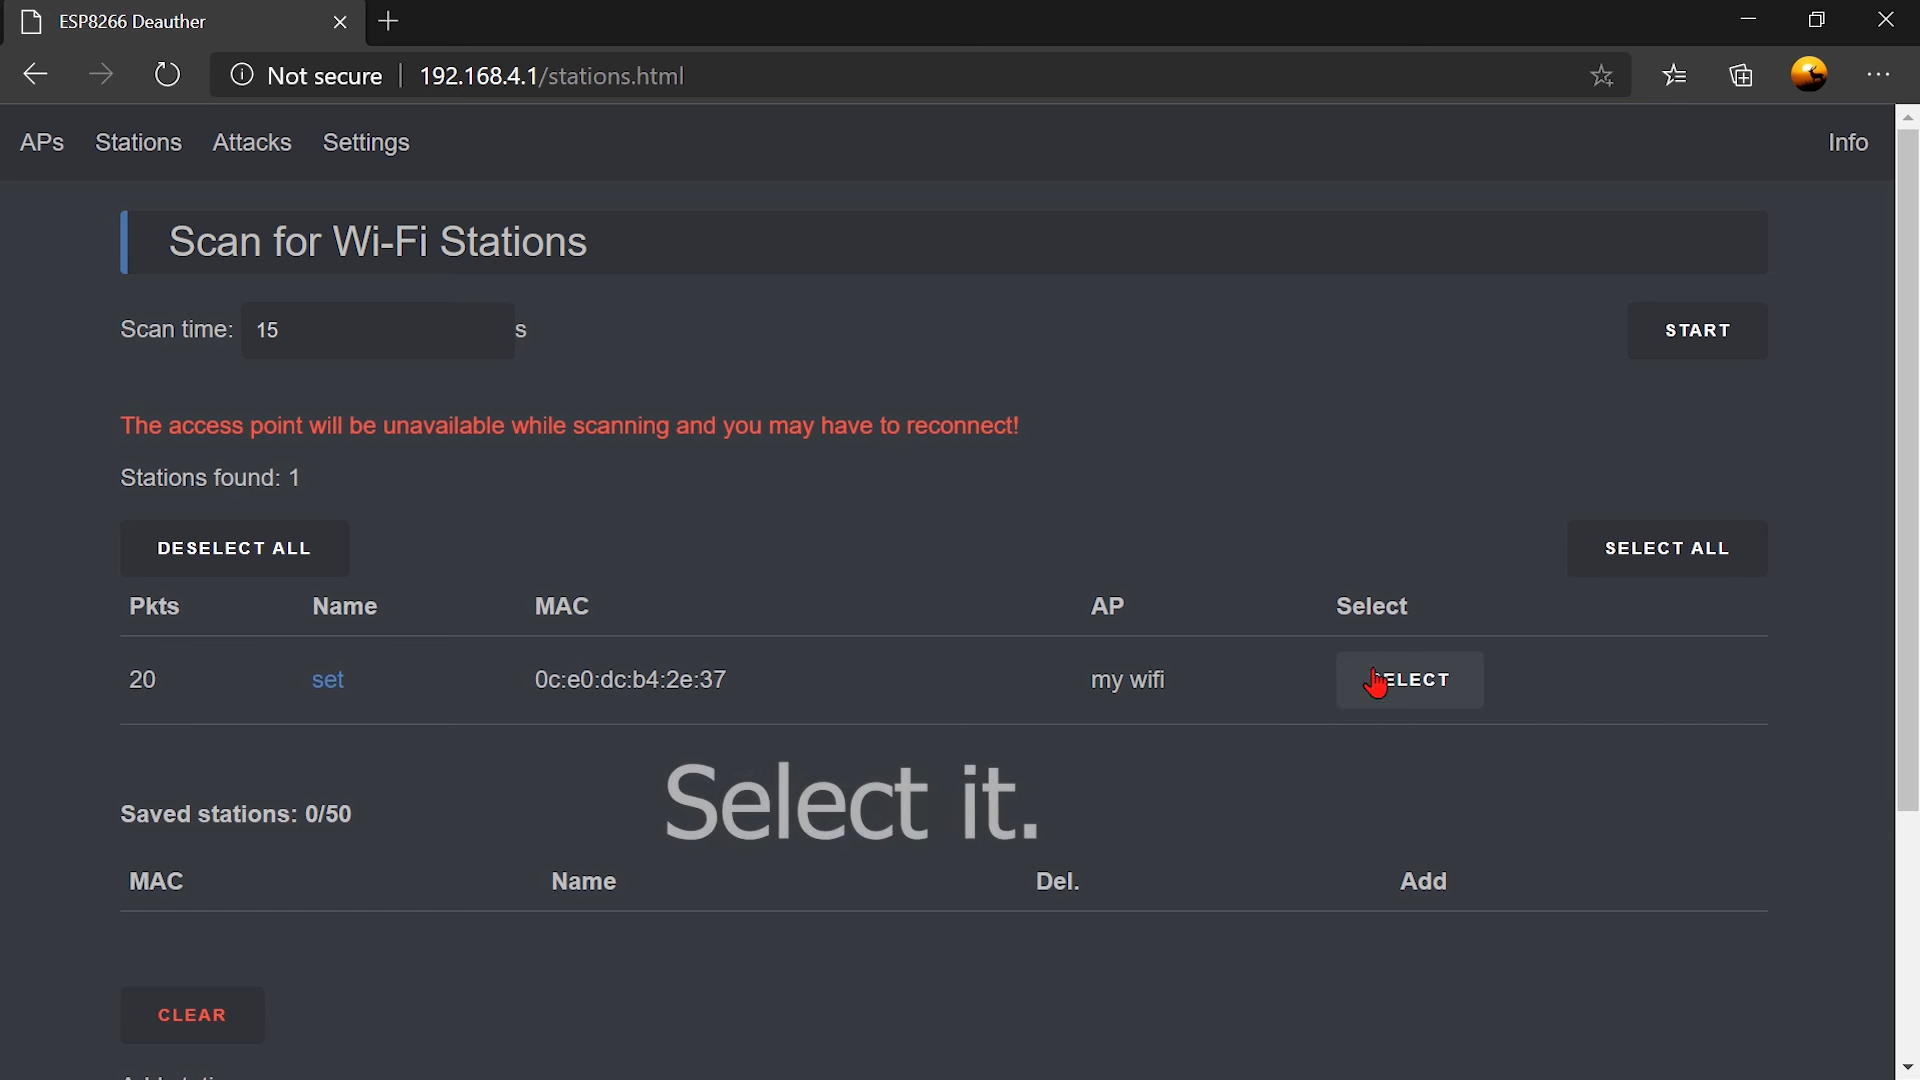 ESP8266 Deauther
Not secure 192.168.4.1/stations.html
APs Stations Attacks Settings Info
Scan for Wi-Fi Stations
Scan time: 15 s START
The access point will be unavailable while scanning and you may have to reconnect!
Stations found: 1
DESELECT ALL SELECT ALL
Pkts Name MAC AP Select
20 set 0c:e0:dc:b4:2e:37 my wifi SELECT
Select it.
Saved stations: 0/50
MAC Name Del. Add
CLEAR